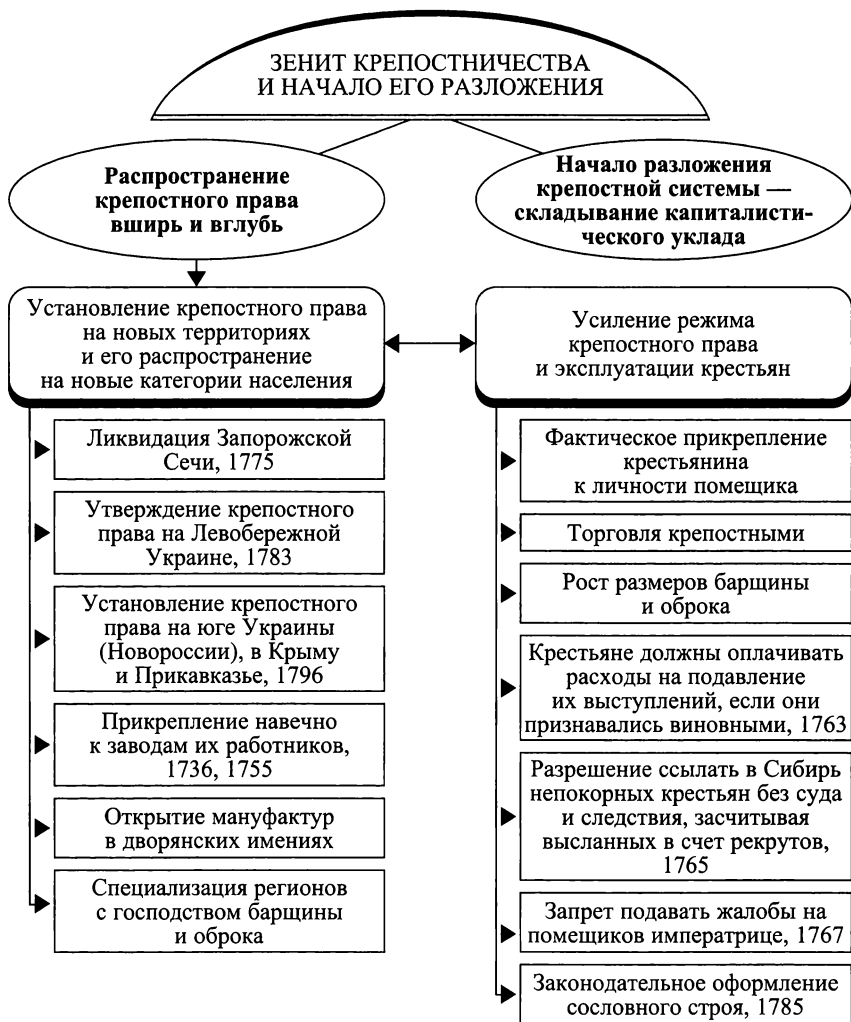 ЗЕНИТ КРЕПОСТНИЧЕСТВА
И НАЧАЛО ЕГО РАЗЛОЖЕНИЯ
Распространение
крепостного права
вширь и вглубь
Начало разложения
крепостной системы —
складывание капиталисти-
ческого уклада
Установление крепостного права
на новых территориях
и его распространение
на новые категории населения
Ликвидация Запорожской
Сечи, 1775
Утверждение крепостного
права на Левобережной
Украине, 1783
Установление крепостного
права на юге Украины
(Новороссии), в Крыму
и Прикавказье, 1796
Прикрепление навечно
к заводам их работников,
1736, 1755
Открытие мануфактур
в дворянских имениях
Специализация регионов
с господством барщины
и оброка
Усиление режима
крепостного права
и эксплуатации крестьян
Фактическое прикрепление
крестьянина
к личности помещика
Торговля крепостными
Рост размеров барщины
и оброка
Крестьяне должны оплачивать
расходы на подавление
их выступлений, если они
признавались виновными, 1763
Разрешение ссылать в Сибирь
непокорных крестьян без суда
и следствия, засчитывая
высланных в счет рекрутов,
1765
Запрет подавать жалобы на
помещиков императрице, 1767
Законодательное оформление
сословного строя, 1785